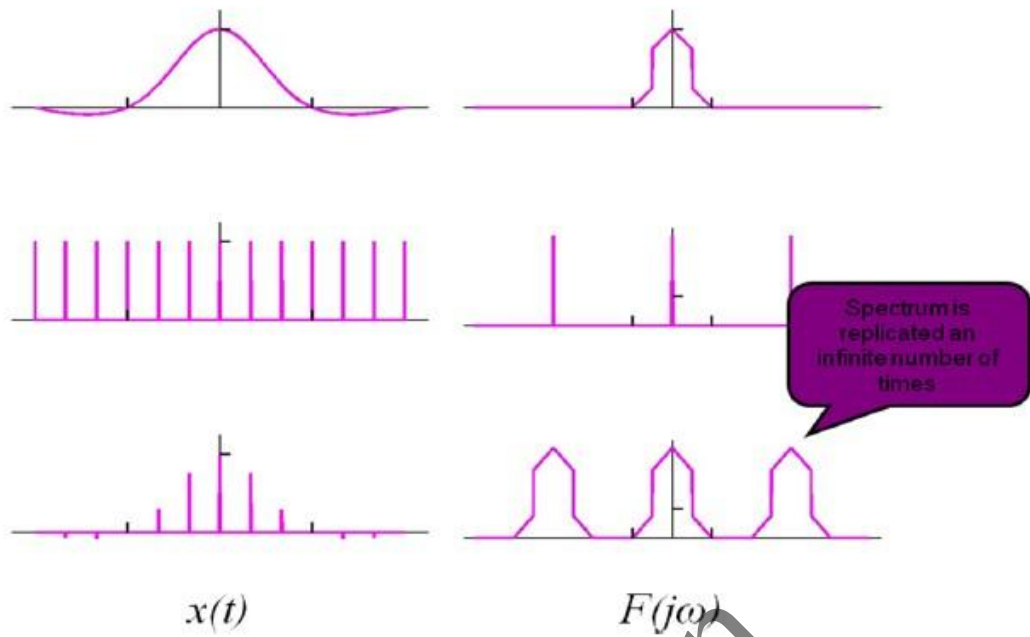 Spectrum is
replicated an
infinite number of
times
x(t)
F(jω)